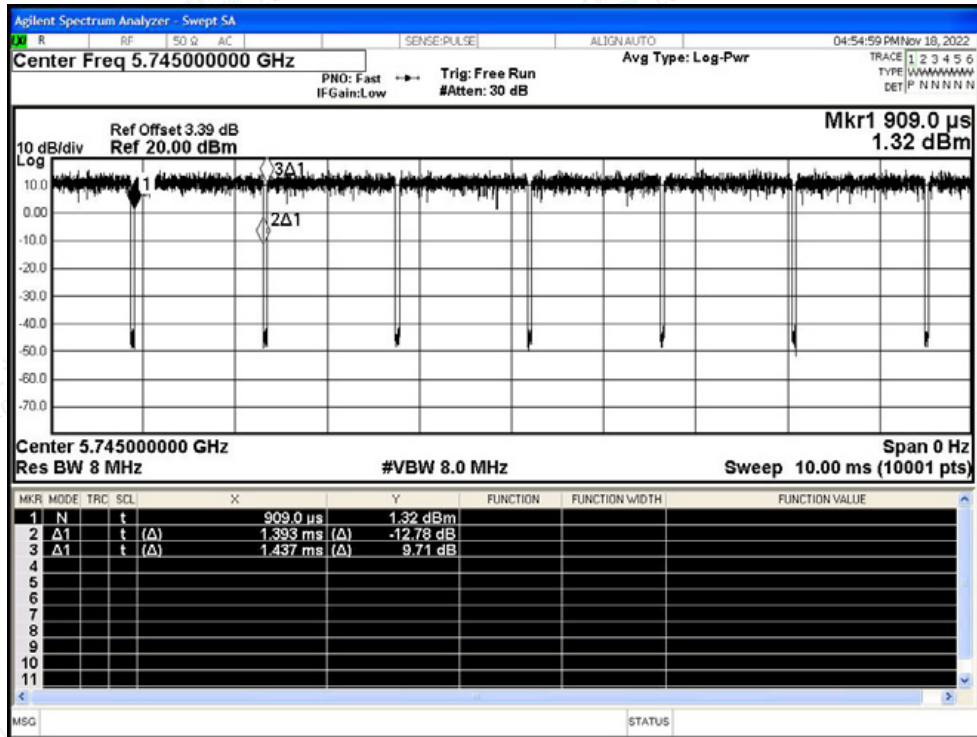 Agilent Spectrum Analyzer - Swept SA
R RF 50 Ω AC SENSE:PULSE ALIGN AUTO 04:54:59 PM Nov 18, 2022
Center Freq 5.745000000 GHz
PNO: Fast
IFGain:Low
Trig: Free Run
#Atten: 30 dB
Avg Type: Log-Pwr
TRACE 1 2 3 4 5 6
TYPE
DET P N N N N N
Mkr1 909.0 µs
1.32 dBm
Ref Offset 3.39 dB
10 dB/div Ref 20.00 dBm
Log
10.0
0.00
-10.0
-20.0
-30.0
-40.0
-50.0
-60.0
-70.0
1
3Δ1
2Δ1
Center 5.745000000 GHz Span 0 Hz
Res BW 8 MHz #VBW 8.0 MHz Sweep 10.00 ms (10001 pts)
MKR MODE TRC SCL X Y FUNCTION FUNCTION WIDTH FUNCTION VALUE
1 N t 909.0 µs 1.32 dBm
2 Δ1 t (Δ) 1.393 ms (Δ) -12.78 dB
3 Δ1 t (Δ) 1.437 ms (Δ) 9.71 dB
4
5
6
7
8
9
10
11
MSG STATUS